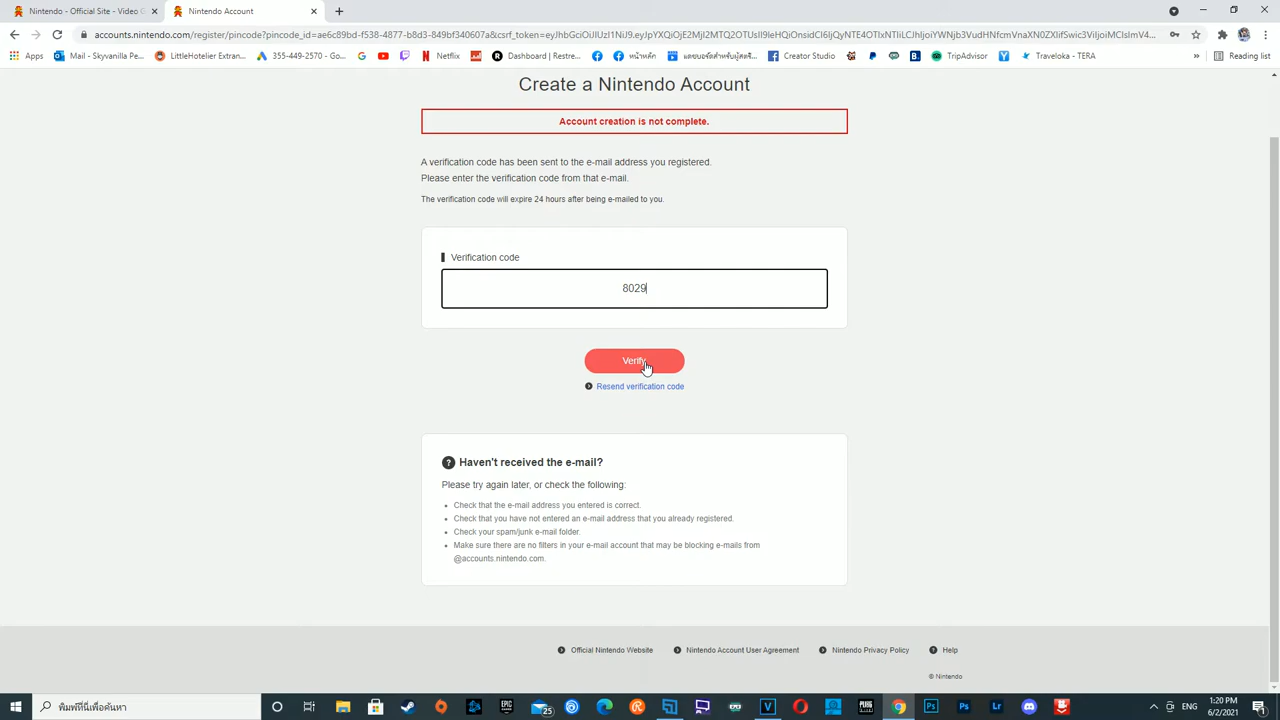 Nintendo - Official Site - Video G
Nintendo Account
accounts.nintendo.com/register/pincode?pincode_id=
Apps
Mail - Skyvanilla Pe...
LittleHotelier Extran...
355-449-2570 - Go...
Netflix
Dashboard | Restre...
หน้าหลัก
Creator Studio
TripAdvisor
Traveloka - TERA
»
Reading list
Create a Nintendo Account
Account creation is not complete.
A verification code has been sent to the e-mail address you registered.
Please enter the verification code from that e-mail.
The verification code will expire 24 hours after being e-mailed to you.
Verification code
8029
Verify
Resend verification code
Haven't received the e-mail?
Please try again later, or check the following:
Check that the e-mail address you entered is correct.
Check that you have not entered an e-mail address that you already registered.
Check your spam/junk e-mail folder.
Make sure there are no filters in your e-mail account that may be blocking e-mails from
@accounts.nintendo.com.
Official Nintendo Website
Nintendo Account User Agreement
Nintendo Privacy Policy
Help
© Nintendo
พิมพ์ที่นี่เพื่อค้นหา
25
ENG
1:20 PM
6/2/2021